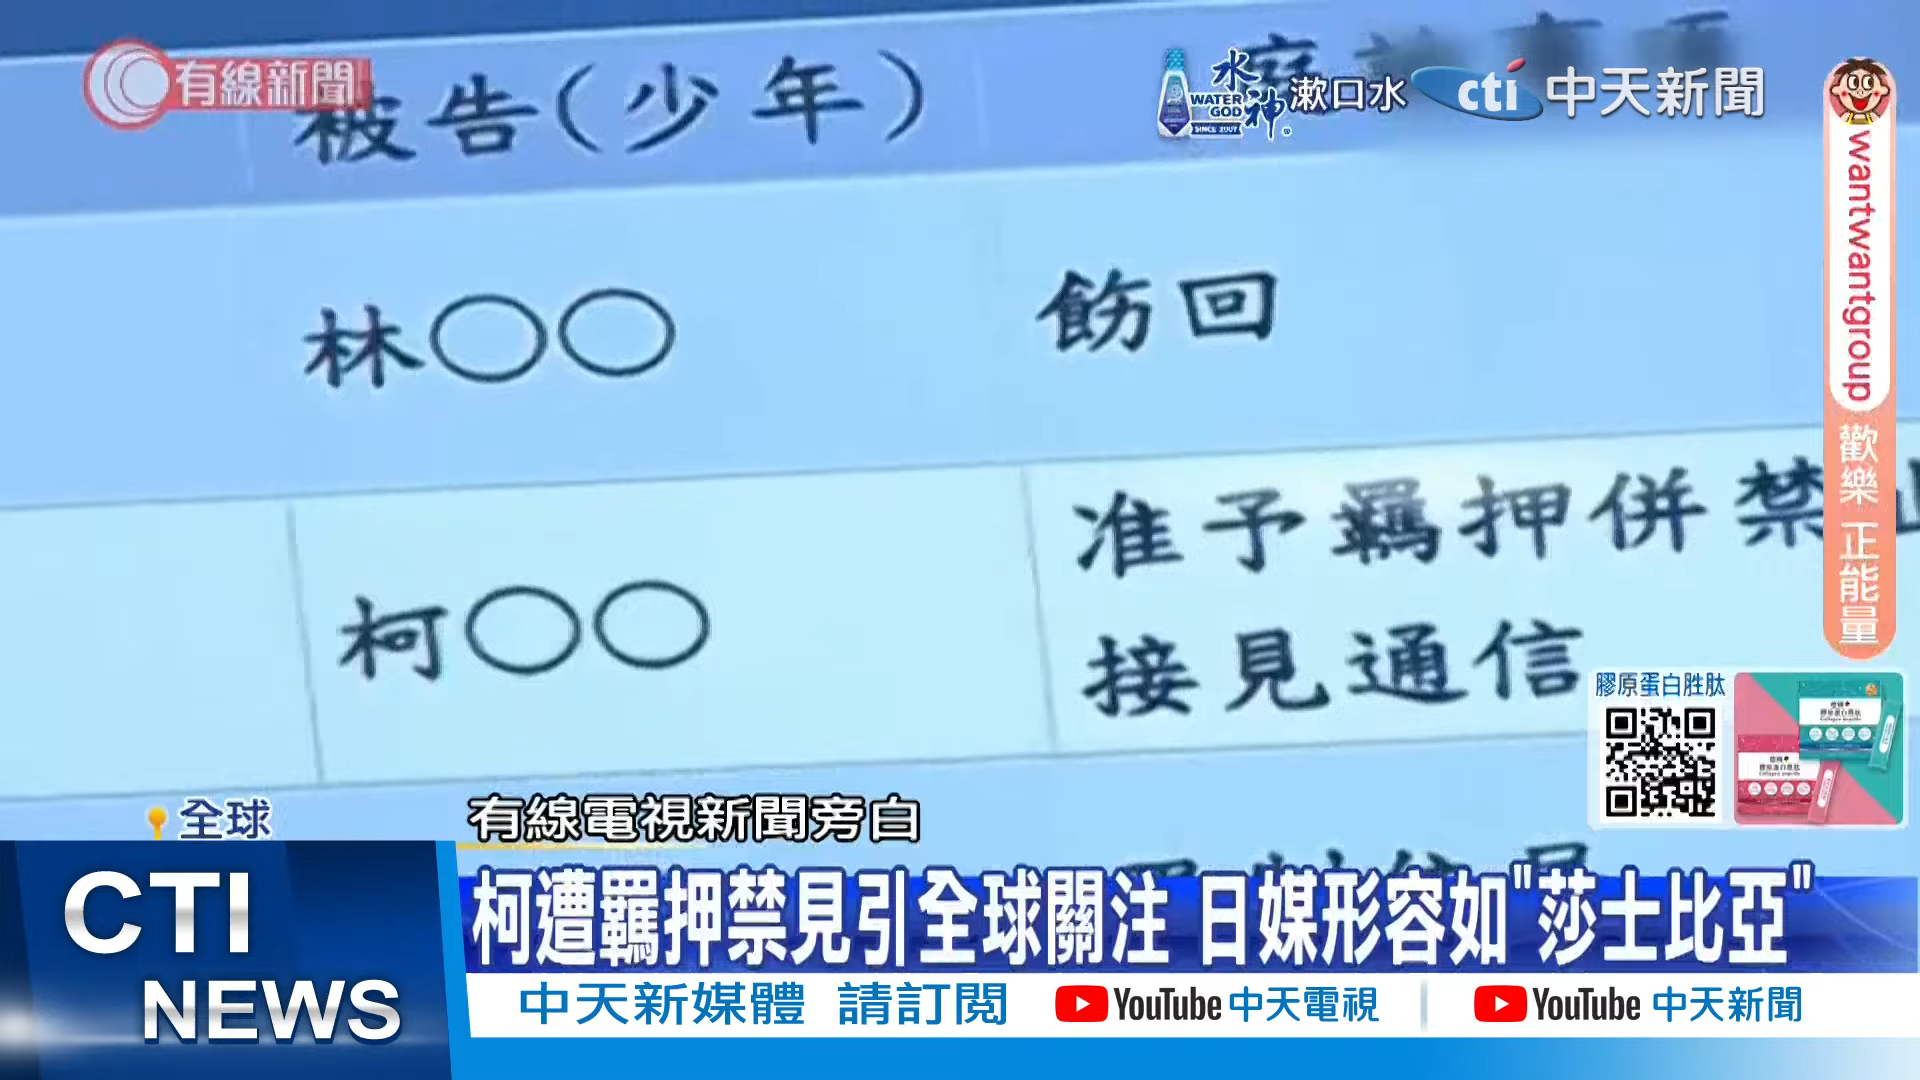 有線新聞
被告(少年)
水神
WATER GOD
SINCE 2007
漱口水
cti 中天新聞
wantwantgroup 歡樂 正能量
林○○
飭回
柯○○
准予羈押併禁止
接見通信
膠原蛋白胜肽
全球
有線電視新聞旁白
柯遭羈押禁見引全球關注 日媒形容如"莎士比亞"
CTI
NEWS
中天新媒體 請訂閱 YouTube 中天電視 | YouTube 中天新聞